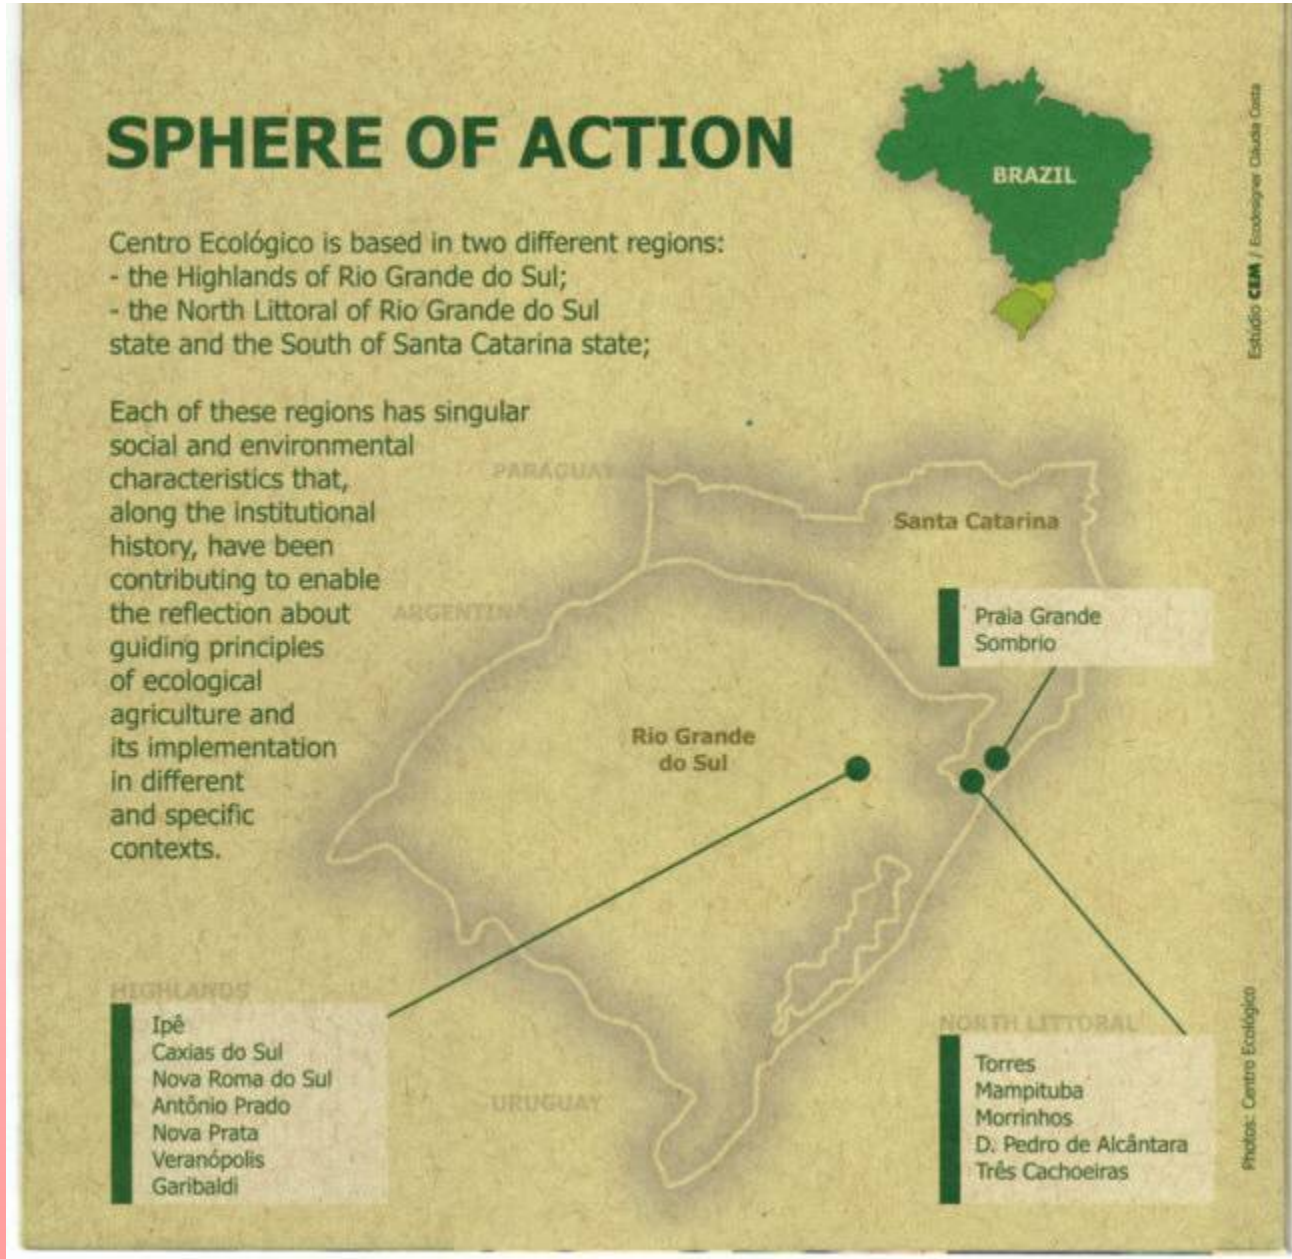 SPHERE OF ACTION
BRAZIL
Centro Ecológico is based in two different regions:
- the Highlands of Rio Grande do Sul;
- the North Littoral of Rio Grande do Sul
state and the South of Santa Catarina state;
Each of these regions has singular
social and environmental
characteristics that,
along the institutional
history, have been
contributing to enable
the reflection about
guiding principles
of ecological
agriculture and
its implementation
in different
and specific
contexts.
PARAGUAY
ARGENTINA
URUGUAY
Santa Catarina
Praia Grande
Sombrio
Rio Grande
do Sul
HIGHLANDS
Ipê
Caxias do Sul
Nova Roma do Sul
Antônio Prado
Nova Prata
Veranópolis
Garibaldi
NORTH LITTORAL
Torres
Mampituba
Morrinhos
D. Pedro de Alcântara
Três Cachoeiras
Estúdio CEM / Ecodesigner Cláudia Costa
Photos: Centro Ecológico